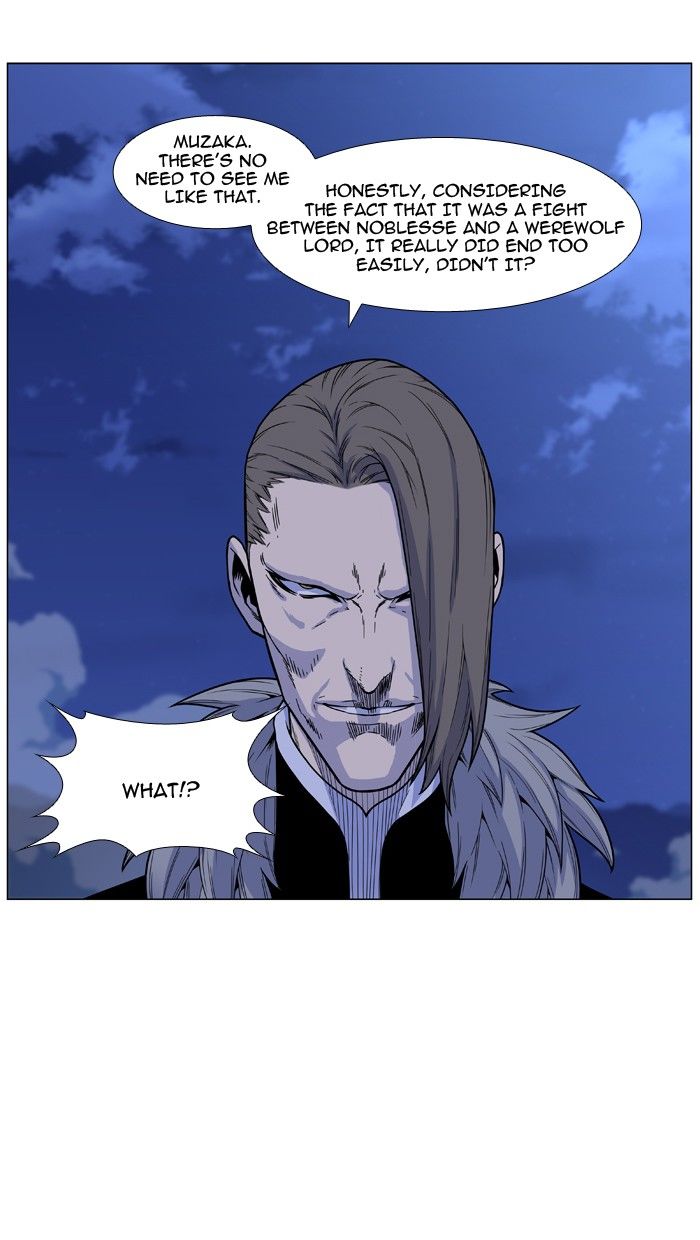 MUZAKA.
THERE'S NO
NEED TO SEE ME
LIKE THAT.
HONESTLY, CONSIDERING
THE FACT THAT IT WAS A FIGHT
BETWEEN NOBLESSE AND A WEREWOLF
LORD, IT REALLY DID END TOO
EASILY, DIDN'T IT?
WHAT!?